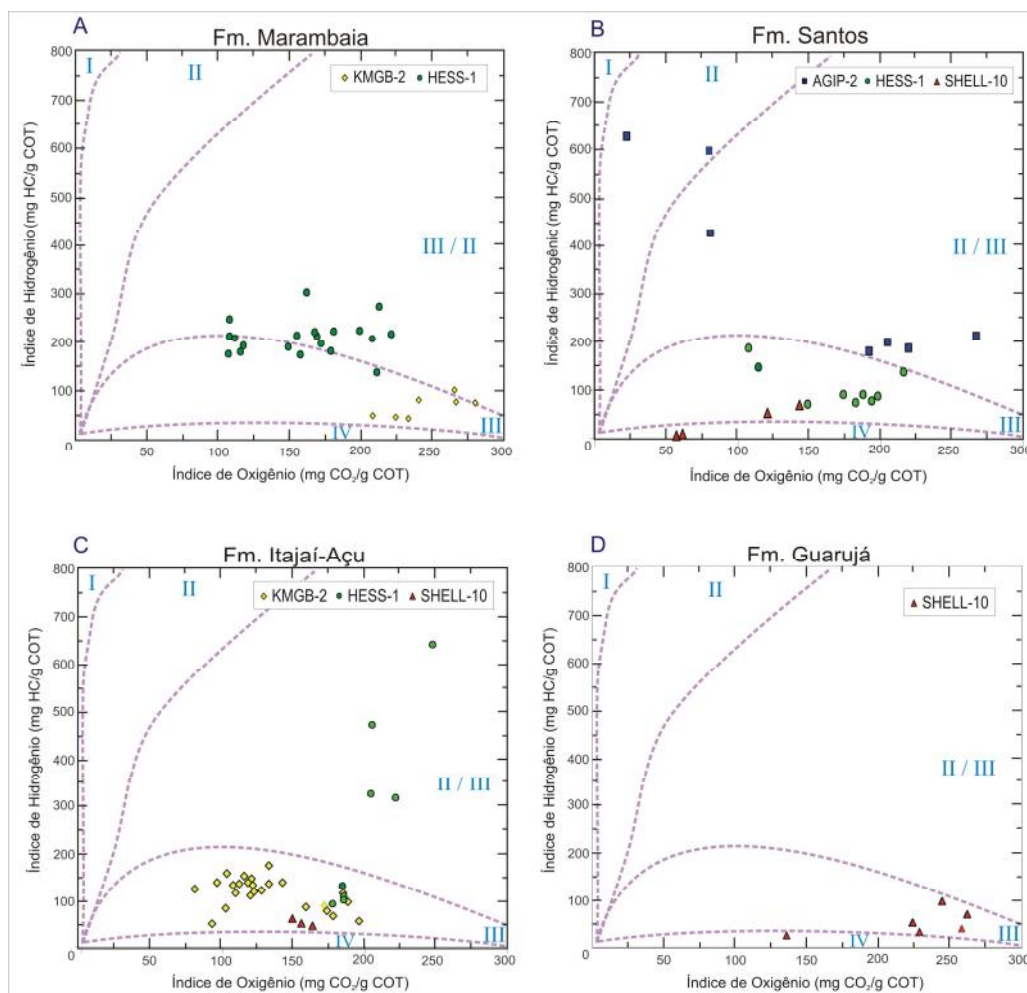 A
Fm. Marambaia
KMGB-2 HESS-1
I
II
III / II
III
IV
800
700
600
500
400
300
200
100
0
50 100 150 200 250 300
Índice de Hidrogênio(mg HC/g COT)
Índice de Oxigênio (mg CO₂/g COT)
B
Fm. Santos
AGIP-2 HESS-1 SHELL-10
I
II
II / III
III
IV
800
700
600
500
400
300
200
100
0
50 100 150 200 250 300
Índice de Hidrogênic (mg HC/g COT)
Índice de Oxigênio (mg CO₂/g COT)
C
Fm. Itajaí-Açu
KMGB-2 HESS-1 SHELL-10
I
II
II / III
III
IV
800
700
600
500
400
300
200
100
0
50 100 150 200 250 300
Índice de Hidrogênio (mg HC/g COT)
Índice de Oxigênio (mg CO₂/g COT)
D
Fm. Guarujá
SHELL-10
I
II
II / III
III
IV
800
700
600
500
400
300
200
100
0
50 100 150 200 250 300
Índice de Hidrogênio (mg HC/g COT)
Índice de Oxigênio (mg CO₂/g COT)